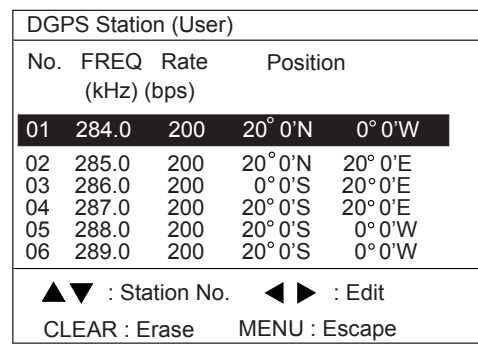 DGPS Station (User)
No. FREQ Rate Position
(kHz) (bps)
01 284.0 200 20° 0'N 0° 0'W
02 285.0 200 20° 0'N 20° 0'E
03 286.0 200 0° 0'S 20° 0'E
04 287.0 200 20° 0'S 20° 0'E
05 288.0 200 20° 0'S 0° 0'W
06 289.0 200 20° 0'S 0° 0'W
▲▼ : Station No. ◀ ▶ : Edit
CLEAR : Erase MENU : Escape